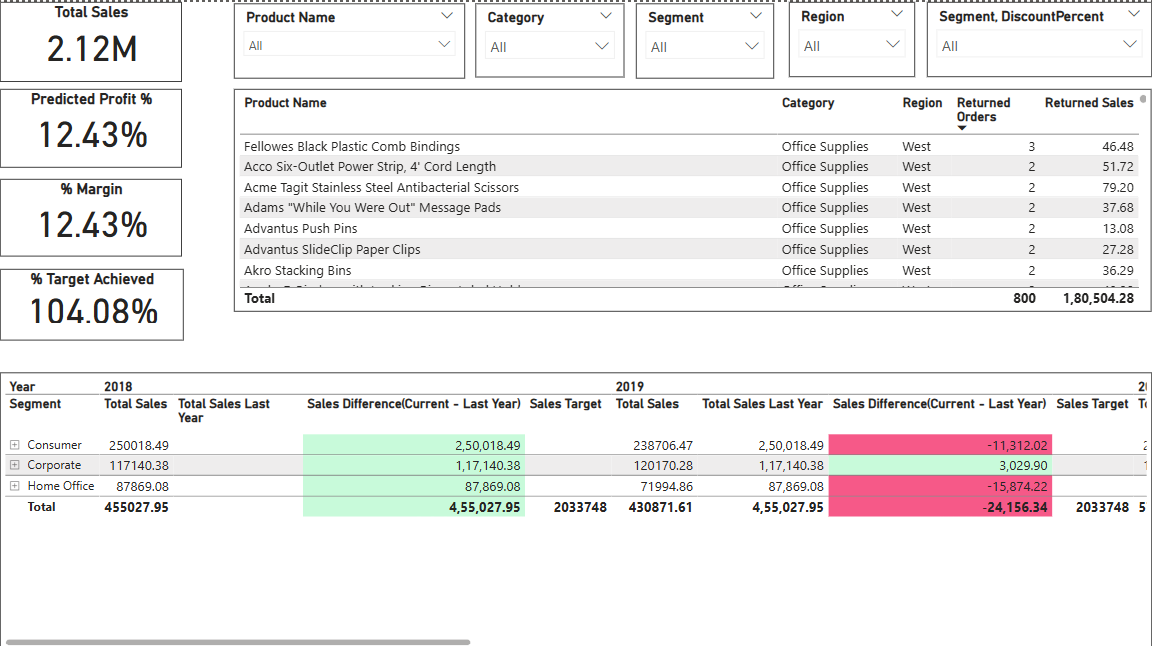 Total Sales
2.12M
Predicted Profit %
12.43%
% Margin
12.43%
% Target Achieved
104.08%
Product Name
All
Category
All
Segment
All
Region
All
Segment, DiscountPercent
All
Product Name Category Region Returned Orders Returned Sales
Fellowes Black Plastic Comb Bindings Office Supplies West 3 46.48
Acco Six-Outlet Power Strip, 4' Cord Length Office Supplies West 2 51.72
Acme Tagit Stainless Steel Antibacterial Scissors Office Supplies West 2 79.20
Adams "While You Were Out" Message Pads Office Supplies West 2 37.68
Advantus Push Pins Office Supplies West 2 13.08
Advantus SlideClip Paper Clips Office Supplies West 2 27.28
Akro Stacking Bins Office Supplies West 2 36.29
Total 800 1,80,504.28
Year 2018 2019
Segment Total Sales Total Sales Last Year Sales Difference(Current - Last Year) Sales Target Total Sales Total Sales Last Year Sales Difference(Current - Last Year) Sales Target
Consumer 250018.49 2,50,018.49 238706.47 2,50,018.49 -11,312.02
Corporate 117140.38 1,17,140.38 120170.28 1,17,140.38 3,029.90
Home Office 87869.08 87,869.08 71994.86 87,869.08 -15,874.22
Total 455027.95 4,55,027.95 2033748 430871.61 4,55,027.95 -24,156.34 2033748 5